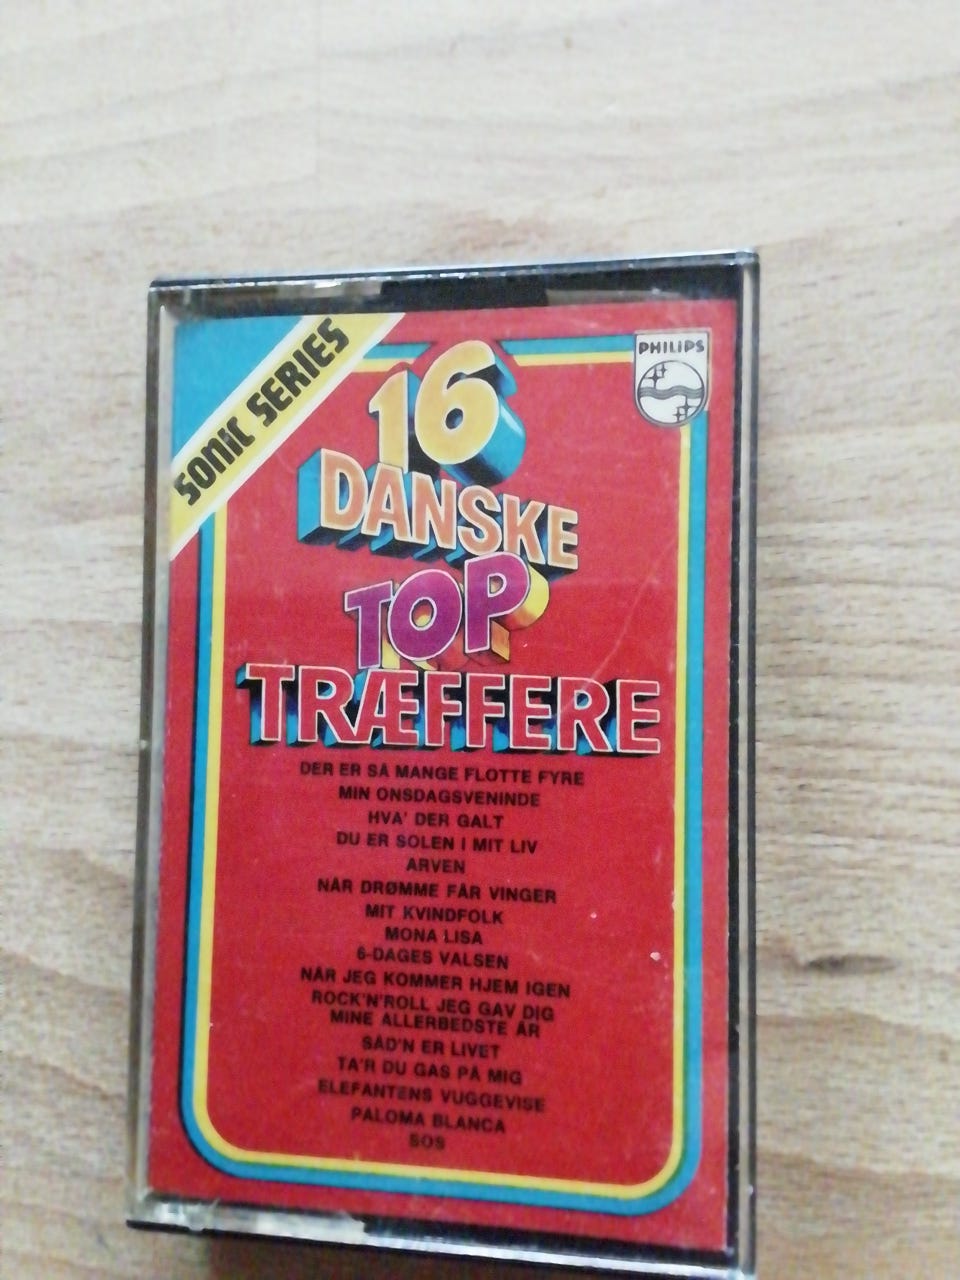 SONIC SERIES
PHILIPS
16
DANSKE
TOP
TRÆFFERE
DER ER SÅ MANGE FLOTTE FYRE
MIN ONSDAGSVENINDE
HVA' DER GALT
DU ER SOLEN I MIT LIV
ARVEN
NÅR DRØMME FÅR VINGER
MIT KVINDFOLK
MONA LISA
6-DAGES VALSEN
NÅR JEG KOMMER HJEM IGEN
ROCK'N'ROLL JEG GAV DIG
MINE ALLERBEDSTE ÅR
SÅD'N ER LIVET
TA'R DU GAS PÅ MIG
ELEFANTENS VUGGEVISE
PALOMA BLANCA
SOS